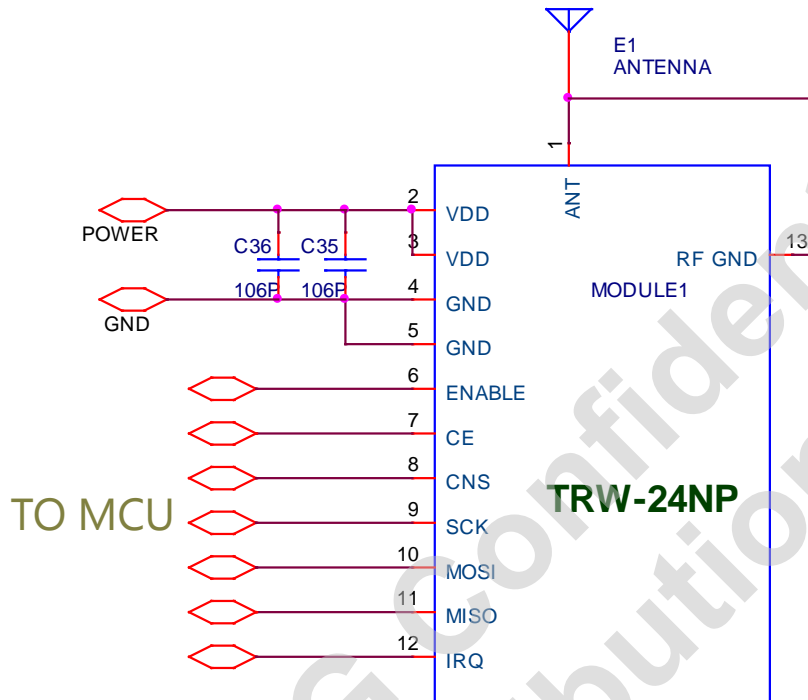 E1
ANTENNA
1
ANT
2
VDD
POWER
3
VDD
C36
C35
RF GND
13
106P
106P
4
GND
MODULE1
GND
5
GND
6
ENABLE
7
CE
8
CNS
TRW-24NP
TO MCU
9
SCK
10
MOSI
11
MISO
12
IRQ
G Confiden
ibution